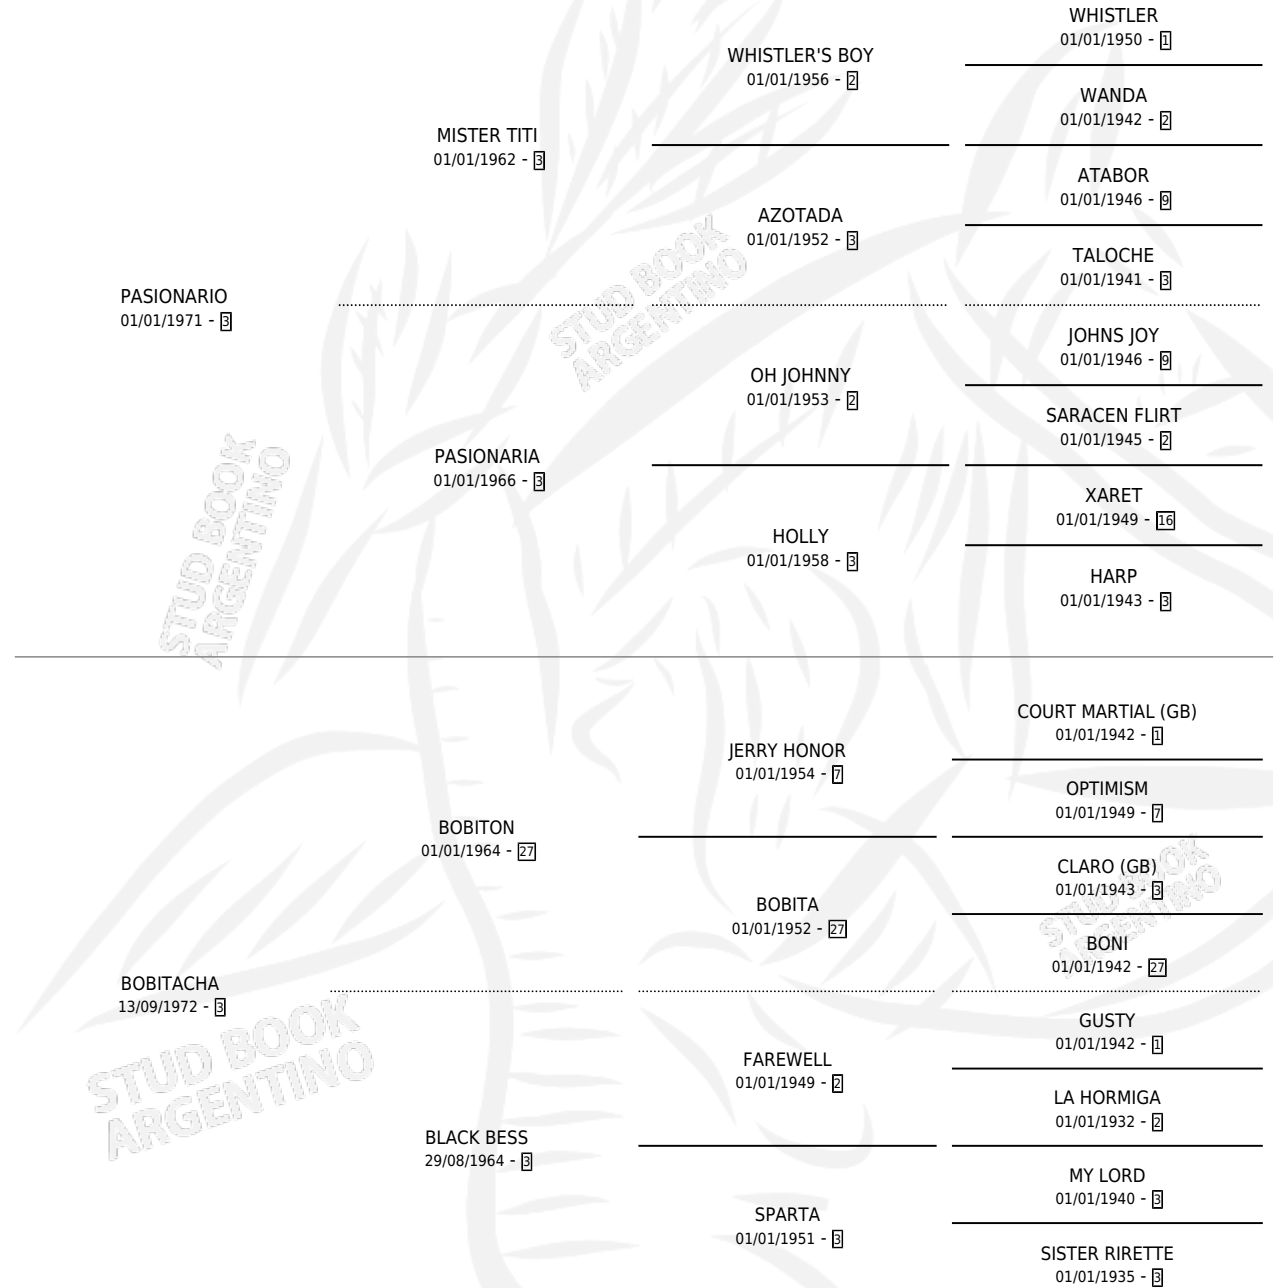 WHISTLER
01/01/1950 - 1
WHISTLER'S BOY
01/01/1956 - 2
WANDA
01/01/1942 - 2
MISTER TITI
01/01/1962 - 3
ATABOR
01/01/1946 - 9
AZOTADA
01/01/1952 - 3
TALOCHE
01/01/1941 - 3
PASIONARIO
01/01/1971 - 3
STUD BOOK
ARGENTINO
JOHNS JOY
01/01/1946 - 9
OH JOHNNY
01/01/1953 - 2
SARACEN FLIRT
01/01/1945 - 2
PASIONARIA
01/01/1966 - 3
XARET
01/01/1949 - 16
HOLLY
01/01/1958 - 3
HARP
01/01/1943 - 3
STUD BOOK
ARGENTINO
COURT MARTIAL (GB)
01/01/1942 - 1
JERRY HONOR
01/01/1954 - 7
OPTIMISM
01/01/1949 - 7
BOBITON
01/01/1964 - 27
CLARO (GB)
01/01/1943 - 3
BOBITA
01/01/1952 - 27
BONI
01/01/1942 - 27
STUD BOOK
ARGENTINO
BOBITACHA
13/09/1972 - 3
GUSTY
01/01/1942 - 1
FAREWELL
01/01/1949 - 2
LA HORMIGA
01/01/1932 - 2
STUD BOOK
ARGENTINO
BLACK BESS
29/08/1964 - 3
MY LORD
01/01/1940 - 3
SPARTA
01/01/1951 - 3
SISTER RIRETTE
01/01/1935 - 3